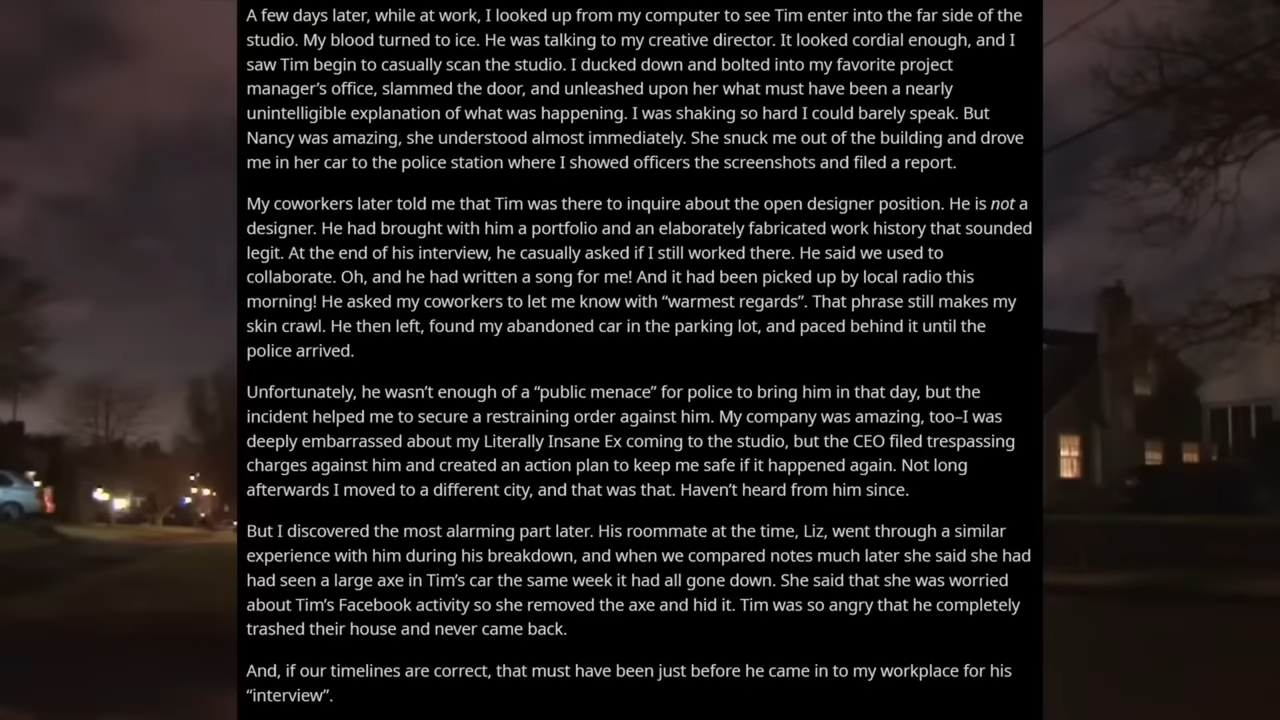 A few days later, while at work, I looked up from my computer to see Tim enter into the far side of the
studio. My blood turned to ice. He was talking to my creative director. It looked cordial enough, and I
saw Tim begin to casually scan the studio. I ducked down and bolted into my favorite project
manager’s office, slammed the door, and unleashed upon her what must have been a nearly
unintelligible explanation of what was happening. I was shaking so hard I could barely speak. But
Nancy was amazing, she understood almost immediately. She snuck me out of the building and drove
me in her car to the police station where I showed officers the screenshots and filed a report.
My coworkers later told me that Tim was there to inquire about the open designer position. He is not a
designer. He had brought with him a portfolio and an elaborately fabricated work history that sounded
legit. At the end of his interview, he casually asked if I still worked there. He said we used to
collaborate. Oh, and he had written a song for me! And it had been picked up by local radio this
morning! He asked my coworkers to let me know with “warmest regards”. That phrase still makes my
skin crawl. He then left, found my abandoned car in the parking lot, and paced behind it until the
police arrived.
Unfortunately, he wasn’t enough of a “public menace” for police to bring him in that day, but the
incident helped me to secure a restraining order against him. My company was amazing, too–I was
deeply embarrassed about my Literally Insane Ex coming to the studio, but the CEO filed trespassing
charges against him and created an action plan to keep me safe if it happened again. Not long
afterwards I moved to a different city, and that was that. Haven’t heard from him since.
But I discovered the most alarming part later. His roommate at the time, Liz, went through a similar
experience with him during his breakdown, and when we compared notes much later she said she had
had seen a large axe in Tim’s car the same week it had all gone down. She said that she was worried
about Tim’s Facebook activity so she removed the axe and hid it. Tim was so angry that he completely
trashed their house and never came back.
And, if our timelines are correct, that must have been just before he came in to my workplace for his
“interview”.